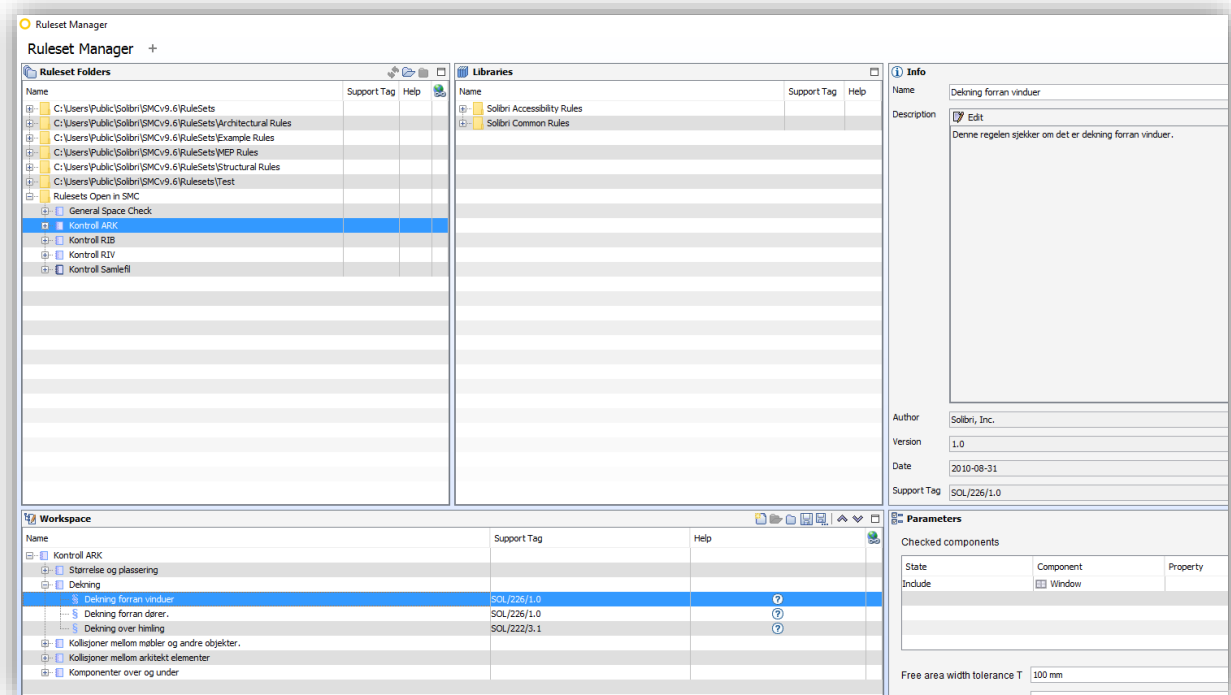 Ruleset Manager
Ruleset Manager +
Ruleset Folders
Name Support Tag Help
C:\Users\Public\Solibri\SMCv9.6\RuleSets
C:\Users\Public\Solibri\SMCv9.6\RuleSets\Architectural Rules
C:\Users\Public\Solibri\SMCv9.6\RuleSets\Example Rules
C:\Users\Public\Solibri\SMCv9.6\RuleSets\MEP Rules
C:\Users\Public\Solibri\SMCv9.6\RuleSets\Structural Rules
C:\Users\Public\Solibri\SMCv9.6\Rulesets\Test
Rulesets Open in SMC
General Space Check
Kontroll ARK
Kontroll RIB
Kontroll RIV
Kontroll Samlefil
Libraries
Name Support Tag Help
Solibri Accessibility Rules
Solibri Common Rules
Info
Name Dekning forran vinduer
Description Edit
Denne regelen sjekker om det er dekning forran vinduer.
Author Solibri, Inc.
Version 1.0
Date 2010-08-31
Support Tag SOL/226/1.0
Workspace
Name Support Tag Help
Kontroll ARK
Størrelse og plassering
Dekning
§ Dekning forran vinduer SOL/226/1.0 ?
§ Dekning forran dører. SOL/226/1.0 ?
§ Dekning over himling SOL/222/3.1 ?
Kollisjoner mellom møbler og andre objekter.
Kollisjoner mellom arkitekt elementer
Komponenter over og under
Parameters
Checked components
State Component Property
Include Window
Free area width tolerance T 100 mm